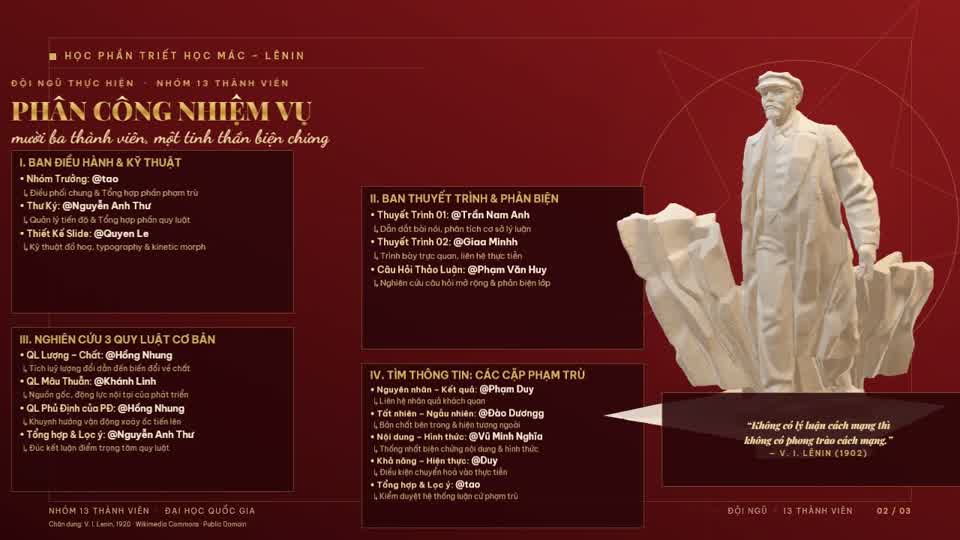 HỌC PHẦN TRIẾT HỌC MÁC – LÊNIN
ĐỘI NGŨ THỰC HIỆN · NHÓM 13 THÀNH VIÊN
PHÂN CÔNG NHIỆM VỤ
mười ba thành viên, một tinh thần biện chứng
I. BAN ĐIỀU HÀNH & KỸ THUẬT
• Nhóm Trưởng: @tao
↳ Điều phối chung & Tổng hợp phần phạm trù
• Thư Ký: @Nguyễn Anh Thư
↳ Quản lý tiến độ & Tổng hợp phần quy luật
• Thiết Kế Slide: @Quyen Le
↳ Kỹ thuật đồ hoạ, typography & kinetic morph
II. BAN THUYẾT TRÌNH & PHẢN BIỆN
• Thuyết Trình 01: @Trần Nam Anh
↳ Dẫn dắt bài nói, phân tích cơ sở lý luận
• Thuyết Trình 02: @Giaa Minhh
↳ Trình bày trực quan, liên hệ thực tiễn
• Câu Hỏi Thảo Luận: @Phạm Văn Huy
↳ Nghiên cứu câu hỏi mở rộng & phản biện lớp
III. NGHIÊN CỨU 3 QUY LUẬT CƠ BẢN
• QL Lượng – Chất: @Hồng Nhung
↳ Tích luỹ lượng đổi dẫn đến biến đổi về chất
• QL Mâu Thuẫn: @Khánh Linh
↳ Nguồn gốc, động lực nội tại của phát triển
• QL Phủ Định của PĐ: @Hồng Nhung
↳ Khuynh hướng vận động xoáy ốc tiến lên
• Tổng hợp & Lọc ý: @Nguyễn Anh Thư
↳ Đúc kết luận điểm trọng tâm quy luật
IV. TÌM THÔNG TIN: CÁC CẶP PHẠM TRÙ
• Nguyên nhân – Kết quả: @Phạm Duy
↳ Liên hệ nhân quả khách quan
• Tất nhiên – Ngẫu nhiên: @Đào Dươngg
↳ Bản chất bên trong & hiện tượng ngoài
• Nội dung – Hình thức: @Vũ Minh Nghĩa
↳ Thống nhất biện chứng nội dung & hình thức
• Khả năng – Hiện thực: @Duy
↳ Điều kiện chuyển hoá vào thực tiễn
• Tổng hợp & Lọc ý: @tao
↳ Kiểm duyệt hệ thống luận cứ phạm trù
“Không có lý luận cách mạng thì
không có phong trào cách mạng.”
— V. I. LÊNIN (1902)
NHÓM 13 THÀNH VIÊN · ĐẠI HỌC QUỐC GIA
Chân dung: V. I. Lenin, 1920 · Wikimedia Commons · Public Domain
ĐỘI NGŨ · 13 THÀNH VIÊN 02 / 03